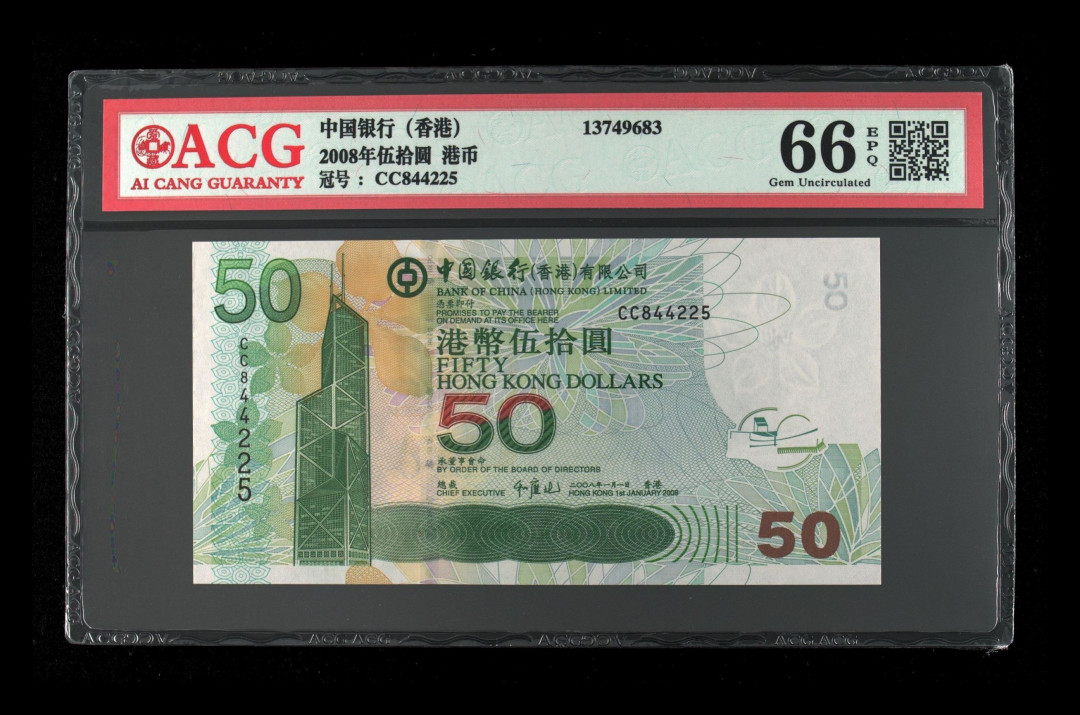 ACG
AI CANG GUARANTY
中国银行（香港）
2008年伍拾圆 港币
冠号：CC844225
13749683
66
EPQ
Gem Uncirculated
50
中國銀行(香港)有限公司
BANK OF CHINA (HONG KONG) LIMITED
憑票即付
PROMISES TO PAY THE BEARER
ON DEMAND AT ITS OFFICE HERE
CC844225
港幣伍拾圓
FIFTY
HONG KONG DOLLARS
50
承董事會命
BY ORDER OF THE BOARD OF DIRECTORS
總裁
CHIEF EXECUTIVE
二〇〇八年一月一日 香港
HONG KONG 1st JANUARY 2008
CC844225
50
50
ACG ACG